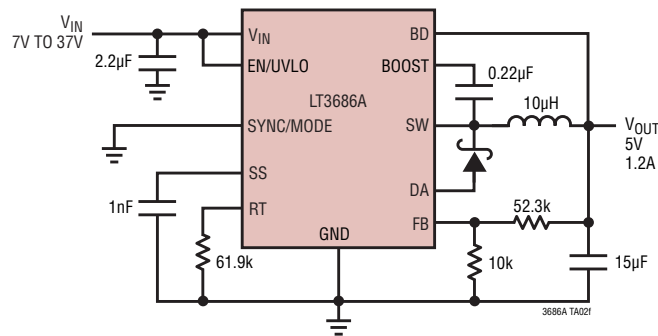 VIN
7V TO 37V
2.2µF
VIN
EN/UVLO
SYNC/MODE
SS
RT
1nF
61.9k
LT3686A
GND
BD
BOOST
SW
DA
FB
0.22µF
10µH
VOUT
5V
1.2A
52.3k
10k
15µF
3686A TA02f